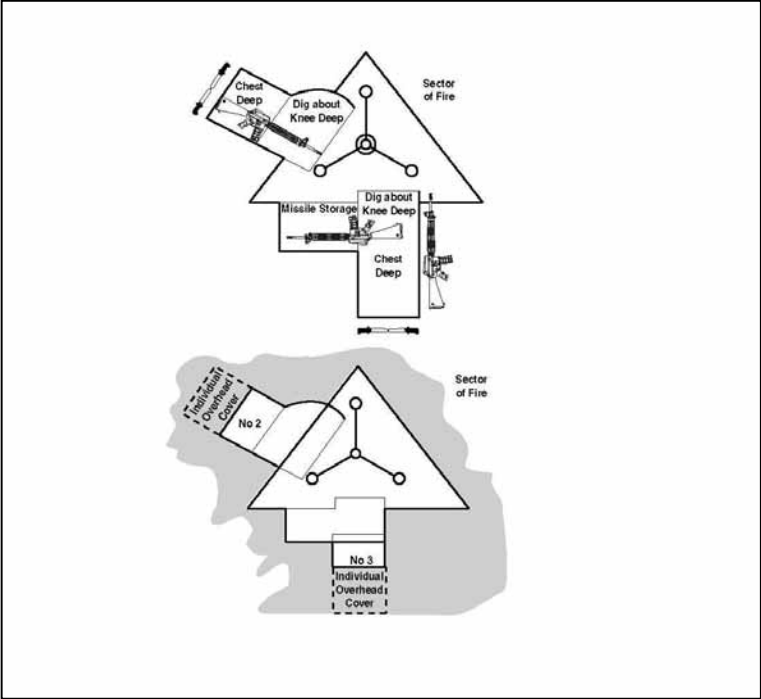 Chest
Deep
Dig about
Knee Deep
Sector
of Fire
Missile Storage
Dig about
Knee Deep
Chest
Deep
Individual
Overhead
Cover
No 2
Sector
of Fire
No 3
Individual
Overhead
Cover